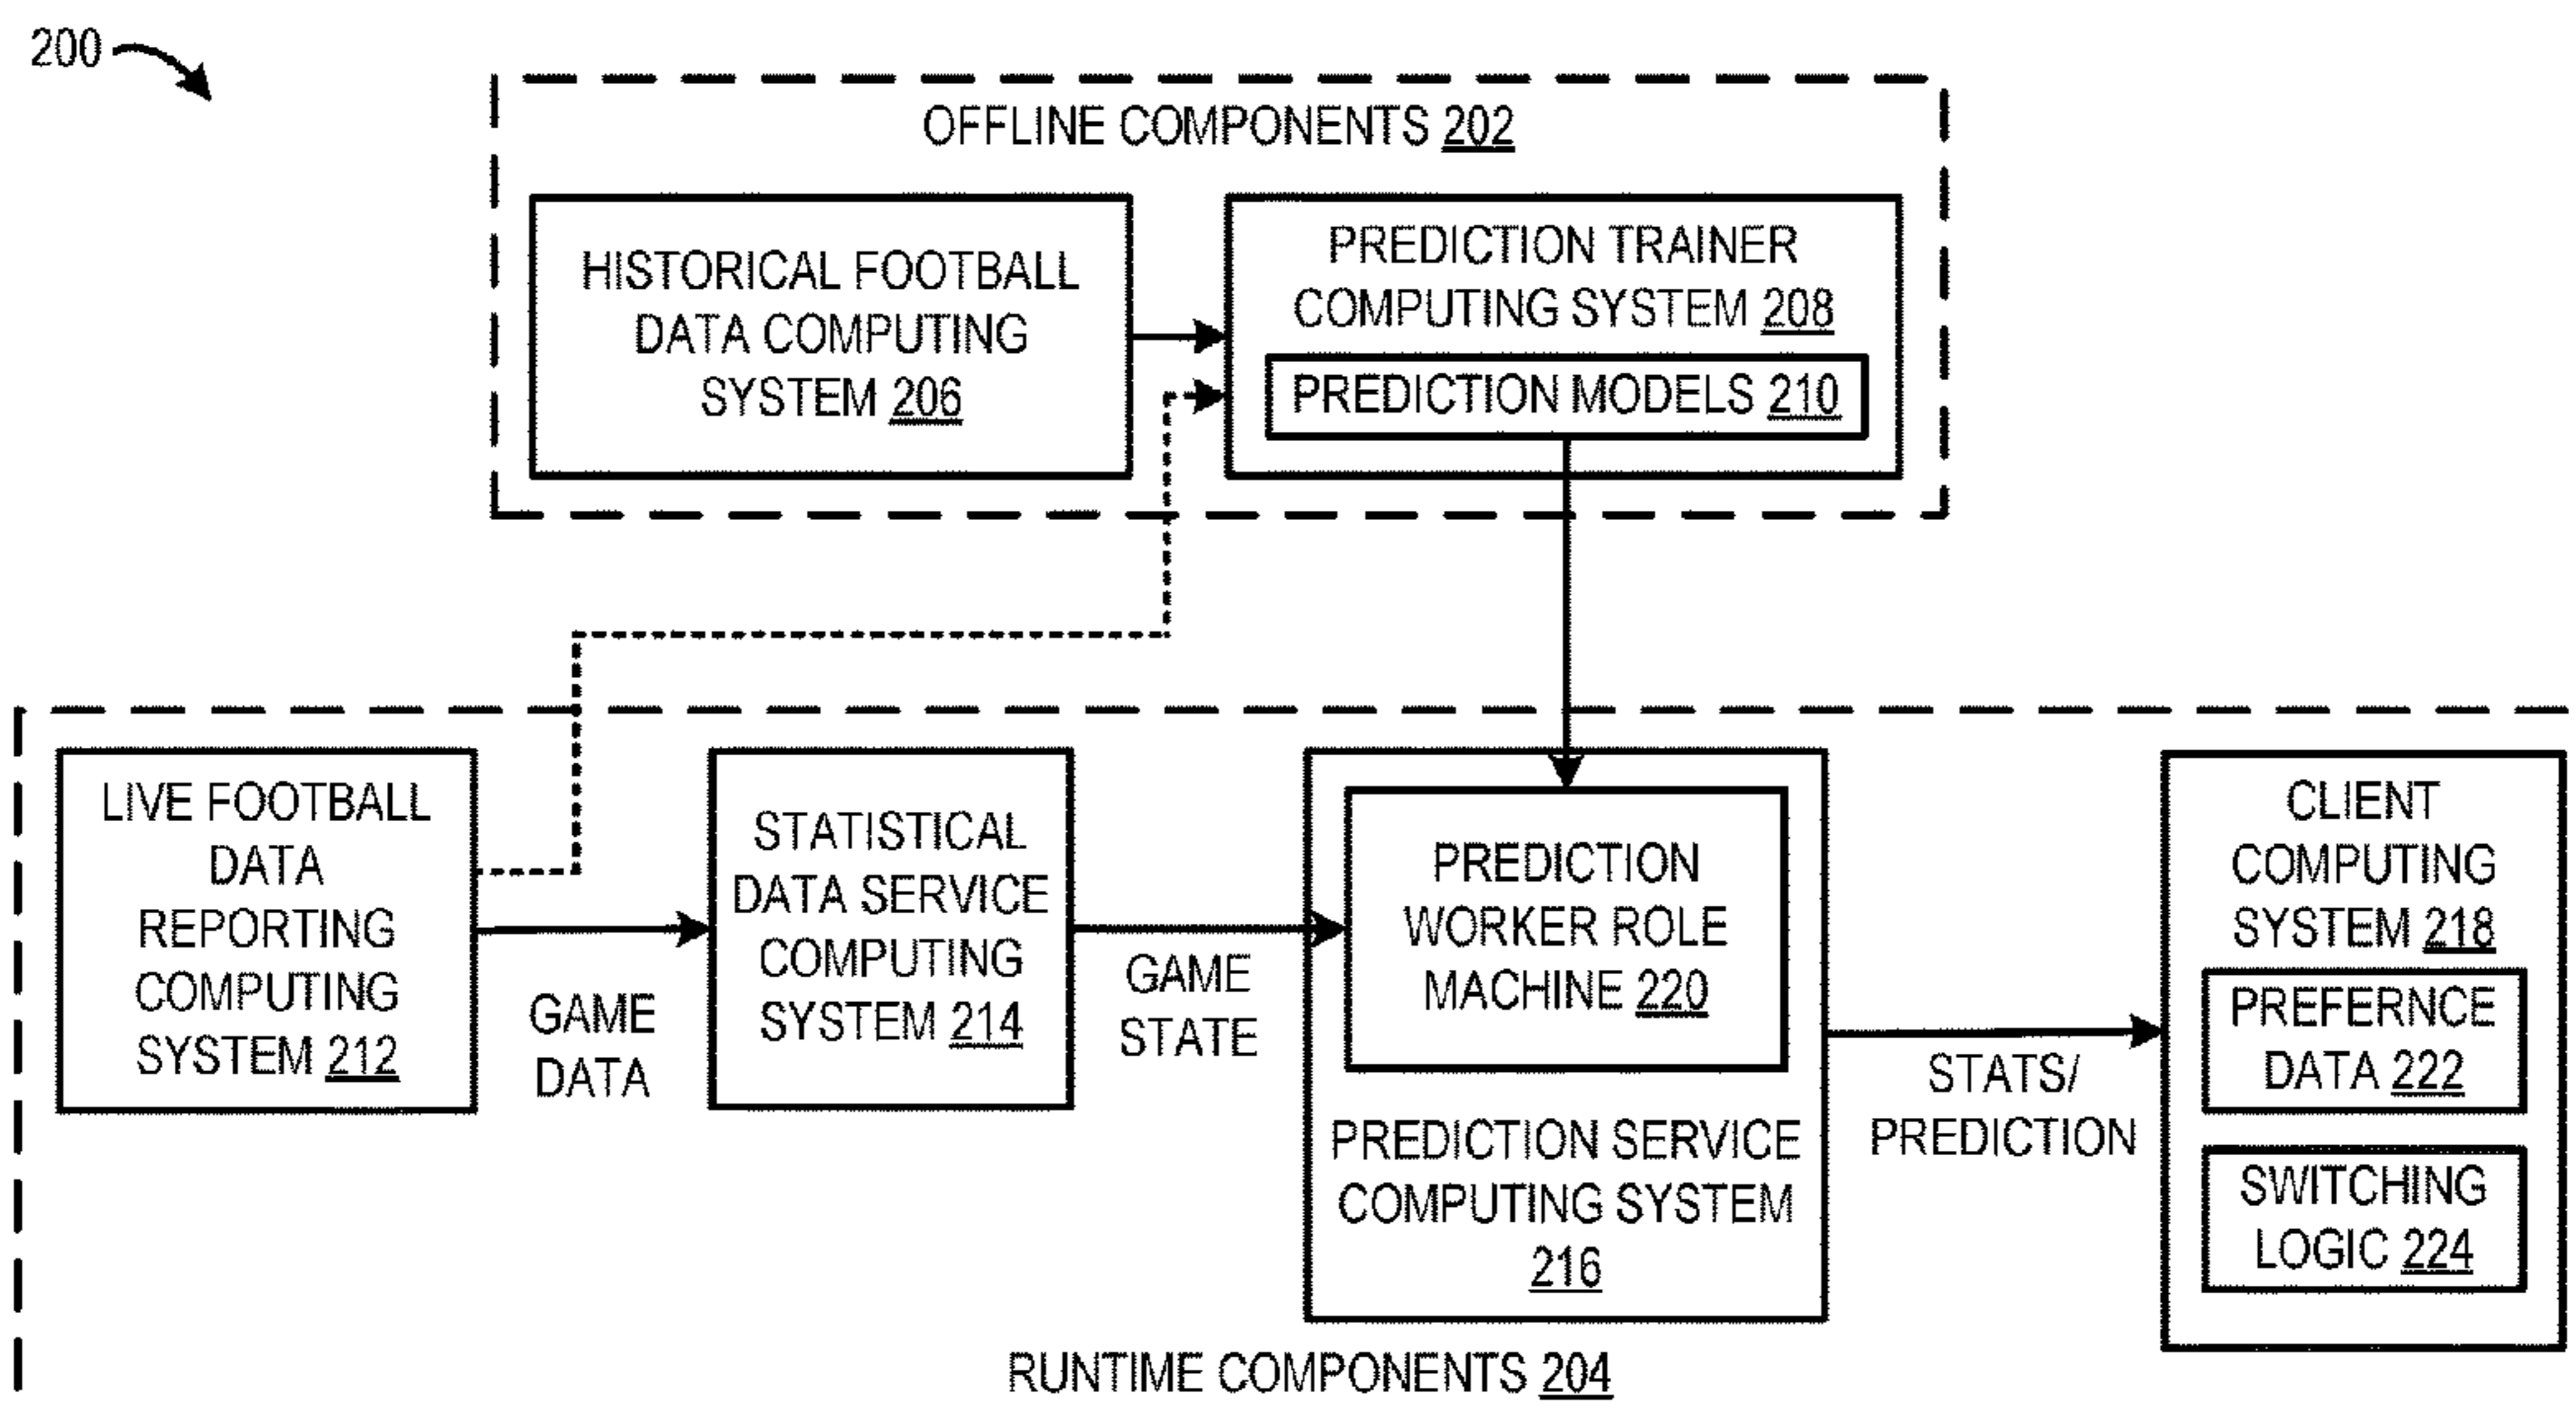 200
OFFLINE COMPONENTS 202
HISTORICAL FOOTBALL
DATA COMPUTING
SYSTEM 206
PREDICTION TRAINER
COMPUTING SYSTEM 208
PREDICTION MODELS 210
LIVE FOOTBALL
DATA
REPORTING
COMPUTING
SYSTEM 212
GAME
DATA
STATISTICAL
DATA SERVICE
COMPUTING
SYSTEM 214
GAME
STATE
PREDICTION
WORKER ROLE
MACHINE 220
PREDICTION SERVICE
COMPUTING SYSTEM
216
STATS/
PREDICTION
CLIENT
COMPUTING
SYSTEM 218
PREFERNCE
DATA 222
SWITCHING
LOGIC 224
RUNTIME COMPONENTS 204